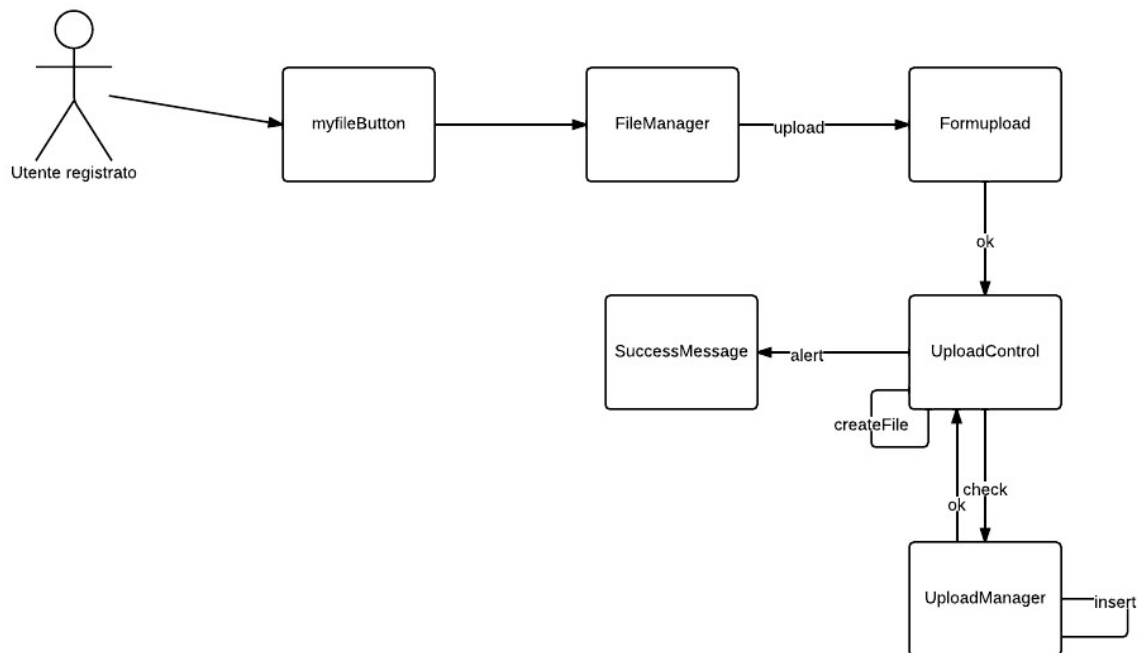 Utente registrato
myfileButton
FileManager
upload
Formupload
ok
SuccessMessage
alert
UploadControl
createFile
check
ok
UploadManager
insert